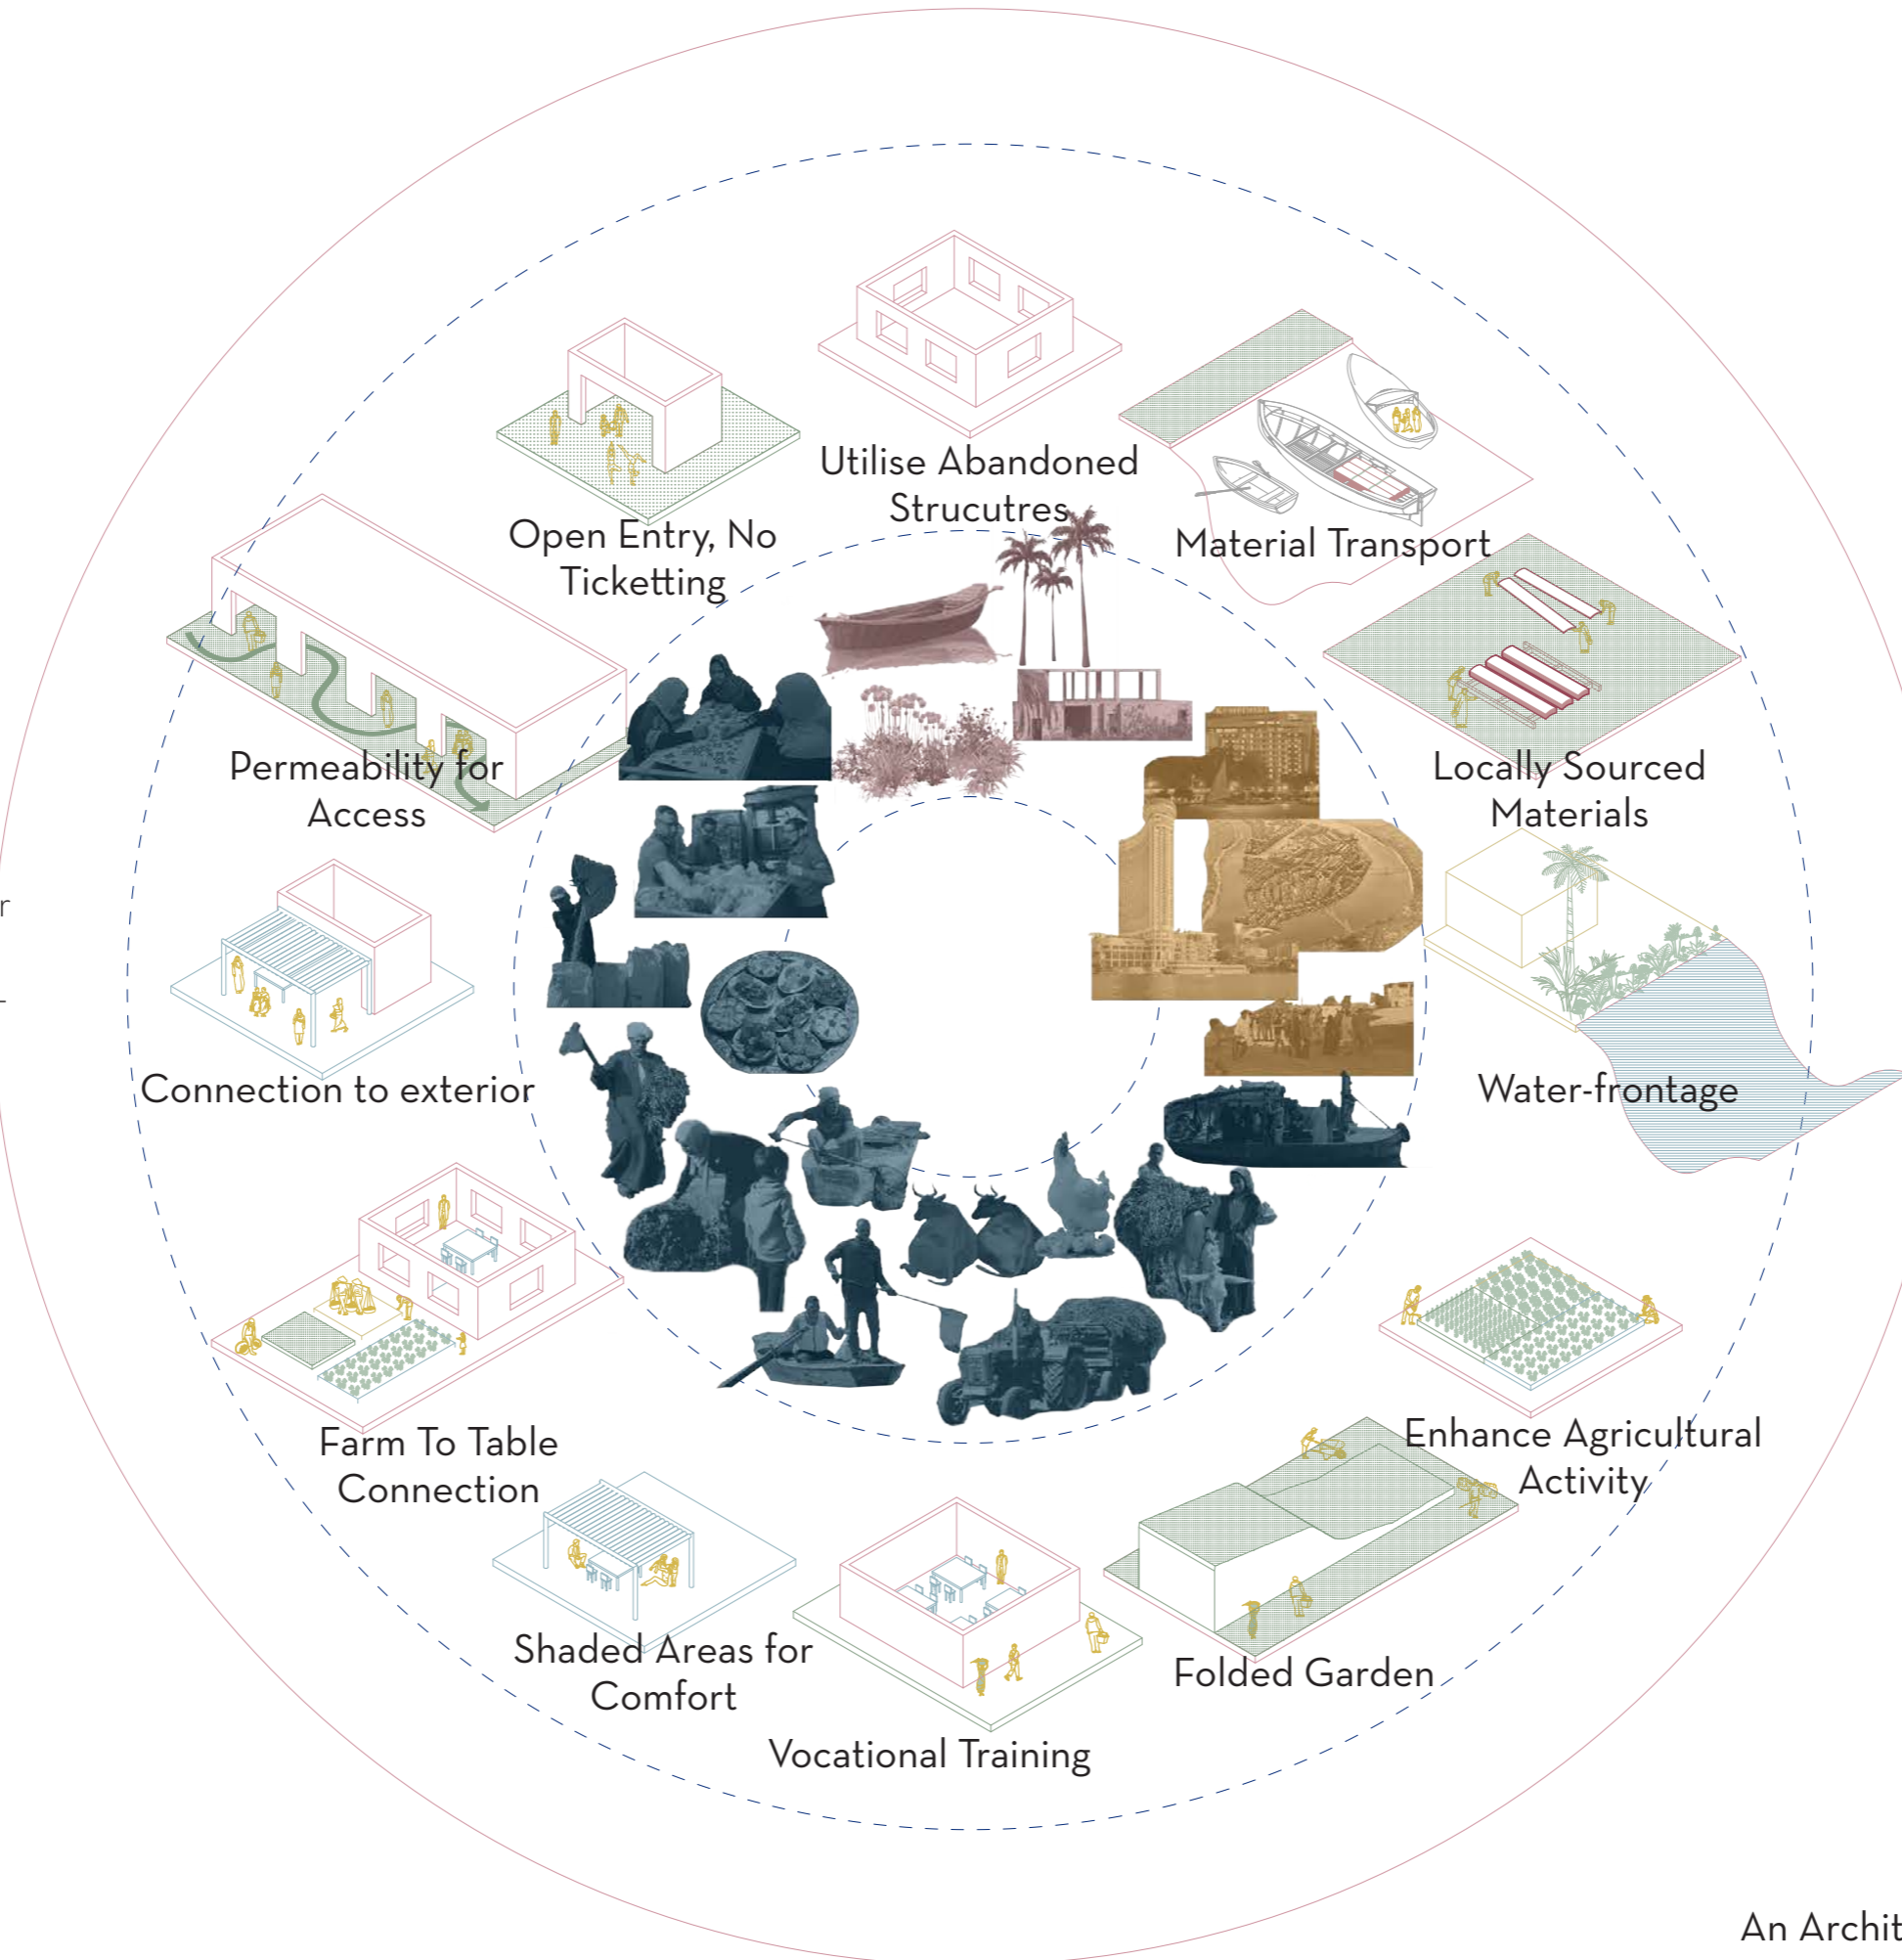 Utilise Abandoned
Strucutres
Open Entry, No
Ticketting
Material Transport
Permeability for
Access
Locally Sourced
Materials
r
-
Connection to exterior
Water-frontage
Farm To Table
Connection
Enhance Agricultural
Activity
Shaded Areas for
Comfort
Folded Garden
Vocational Training
An Archit